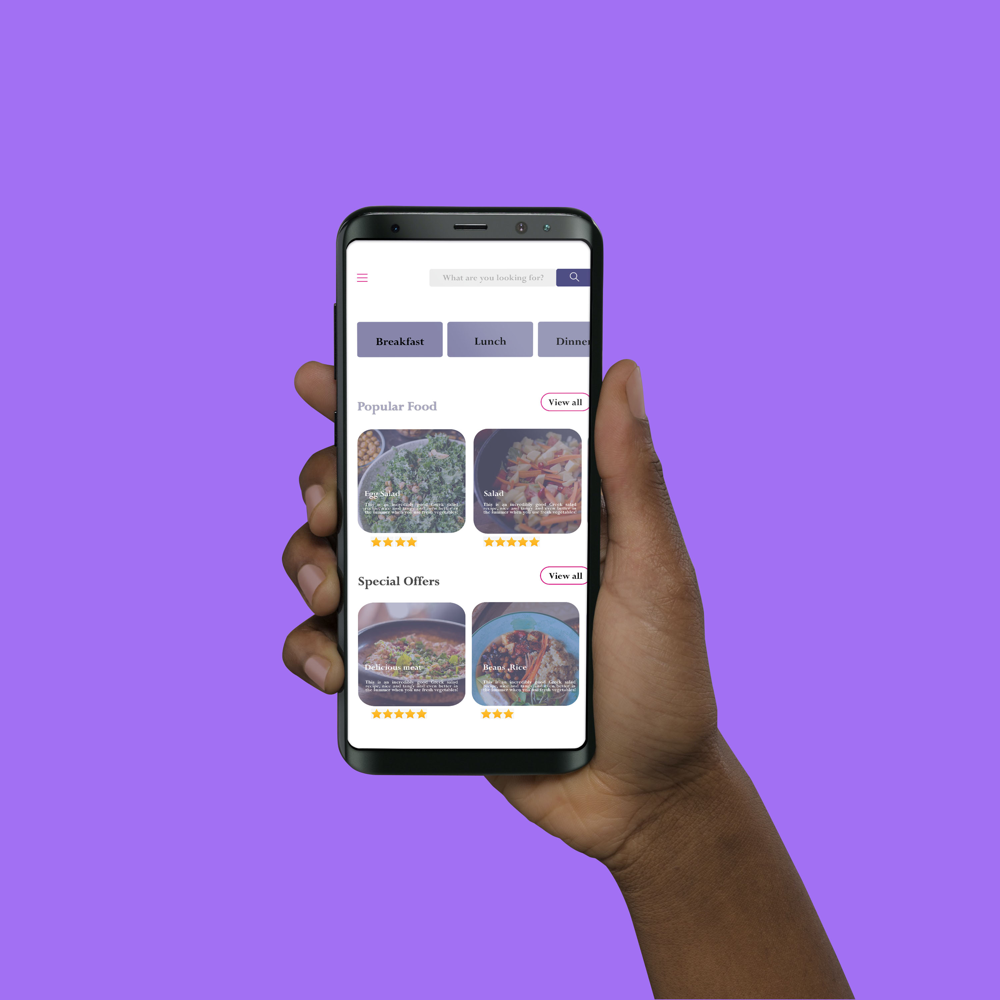 What are you looking for?
Breakfast
Lunch
Dinner
Popular Food
View all
Egg Salad
This is an incredibly good Greek salad
recipe, nice and tangy and even better in
the summer when you use fresh vegetables!
Salad
This is an incredibly good Greek salad
recipe, nice and tangy and even better in
the summer when you use fresh vegetables!
Special Offers
View all
Delicious meat
This is an incredibly good Greek salad
recipe, nice and tangy and even better in
the summer when you use fresh vegetables!
Beans ,Rice
This is an incredibly good Greek salad
recipe, nice and tangy and even better in
the summer when you use fresh vegetables!